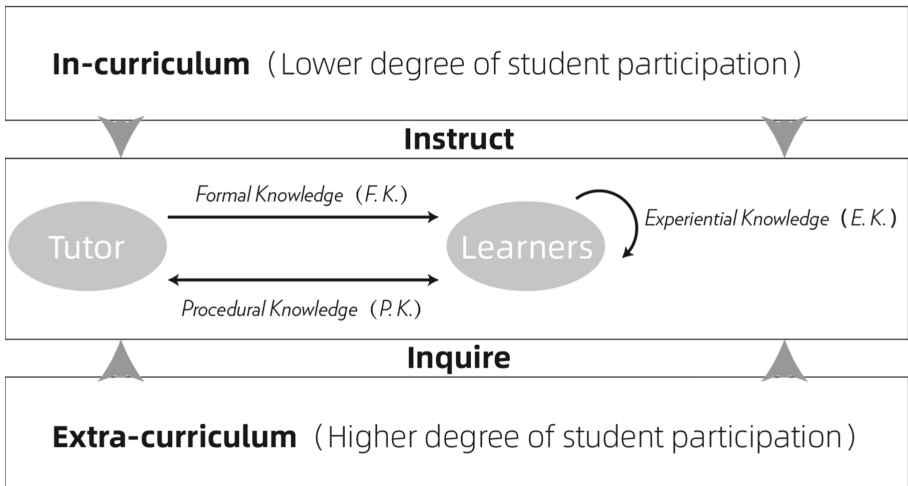 In-curriculum（Lower degree of student participation）
Instruct
Formal Knowledge（F. K.）
Tutor
Learners
Experiential Knowledge（E. K.）
Procedural Knowledge（P. K.）
Inquire
Extra-curriculum（Higher degree of student participation）